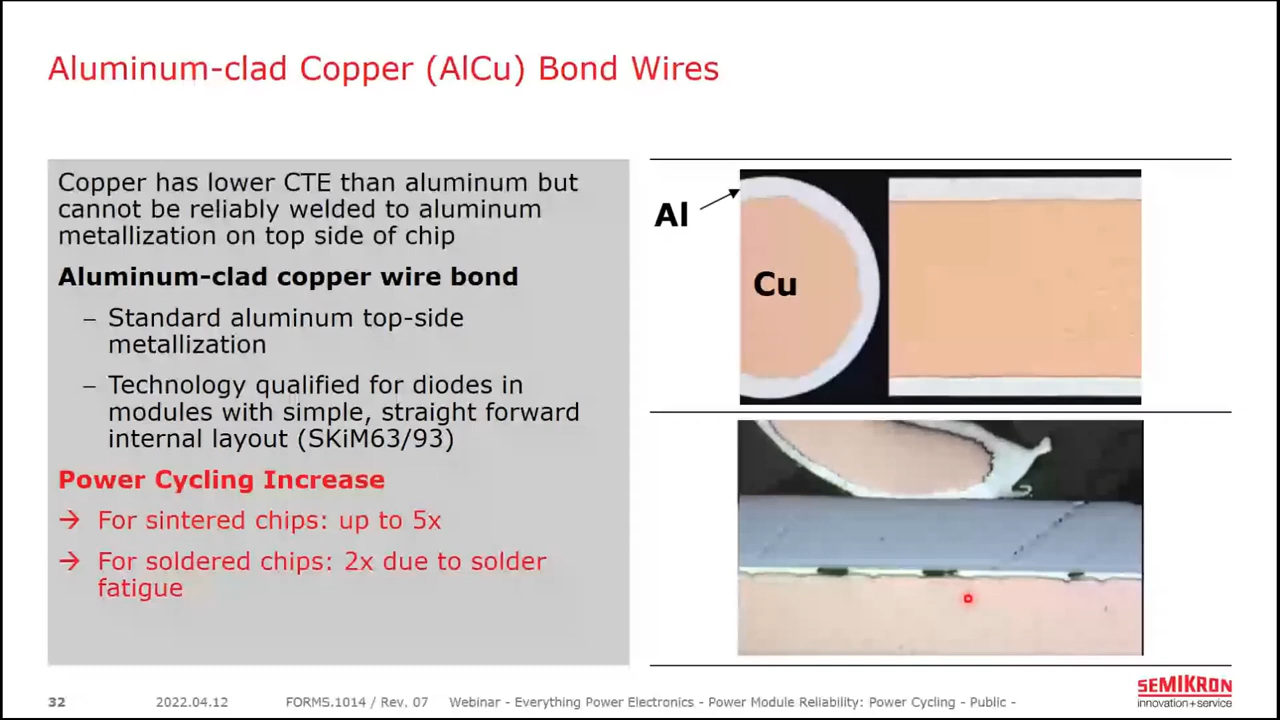 Aluminum-clad Copper (AlCu) Bond Wires
Copper has lower CTE than aluminum but
cannot be reliably welded to aluminum
metallization on top side of chip
Aluminum-clad copper wire bond
– Standard aluminum top-side
metallization
– Technology qualified for diodes in
modules with simple, straight forward
internal layout (SKiM63/93)
Power Cycling Increase
→ For sintered chips: up to 5x
→ For soldered chips: 2x due to solder
fatigue
Al
Cu
32 2022.04.12 FORMS.1014 / Rev. 07 Webinar - Everything Power Electronics - Power Module Reliability: Power Cycling - Public -
SEMIKRON
innovation+service